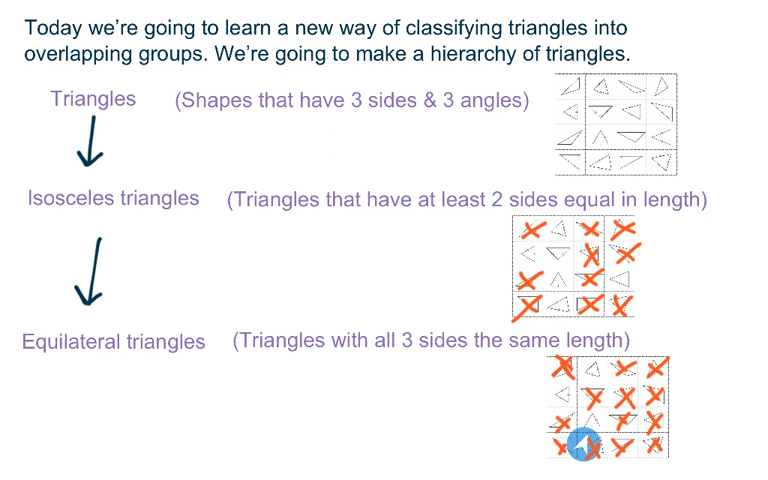 Today we're going to learn a new way of classifying triangles into
overlapping groups. We're going to make a hierarchy of triangles.
Triangles (Shapes that have 3 sides & 3 angles)
Isosceles triangles (Triangles that have at least 2 sides equal in length)
Equilateral triangles (Triangles with all 3 sides the same length)